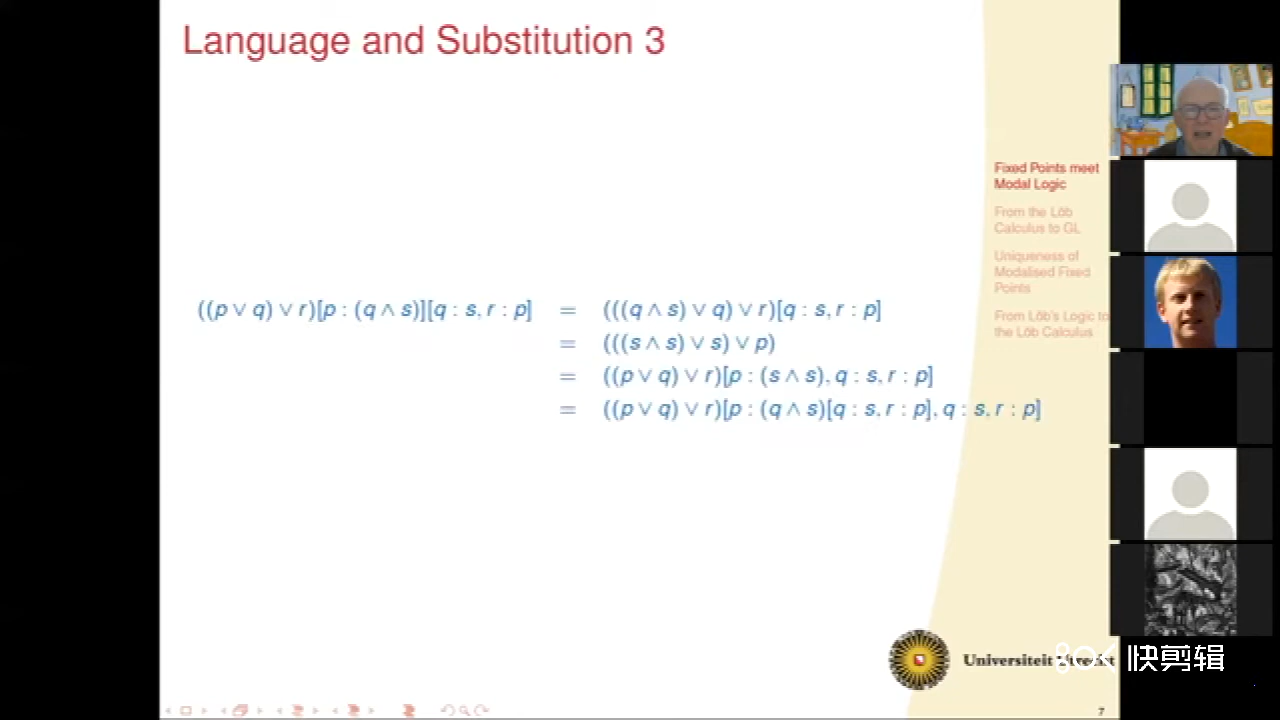 Language and Substitution 3
((p ∨ q) ∨ r)[p : (q ∧ s)][q : s, r : p] = (((q ∧ s) ∨ q) ∨ r)[q : s, r : p]
= (((s ∧ s) ∨ s) ∨ p)
= ((p ∨ q) ∨ r)[p : (s ∧ s), q : s, r : p]
= ((p ∨ q) ∨ r)[p : (q ∧ s)[q : s, r : p], q : s, r : p]
Fixed Points meet
Modal Logic
From the Löb
Calculus to GL
Uniqueness of
Modalised Fixed
Points
From Löb's Logic to
the Löb Calculus
Universiteit Utrecht
快剪辑
7